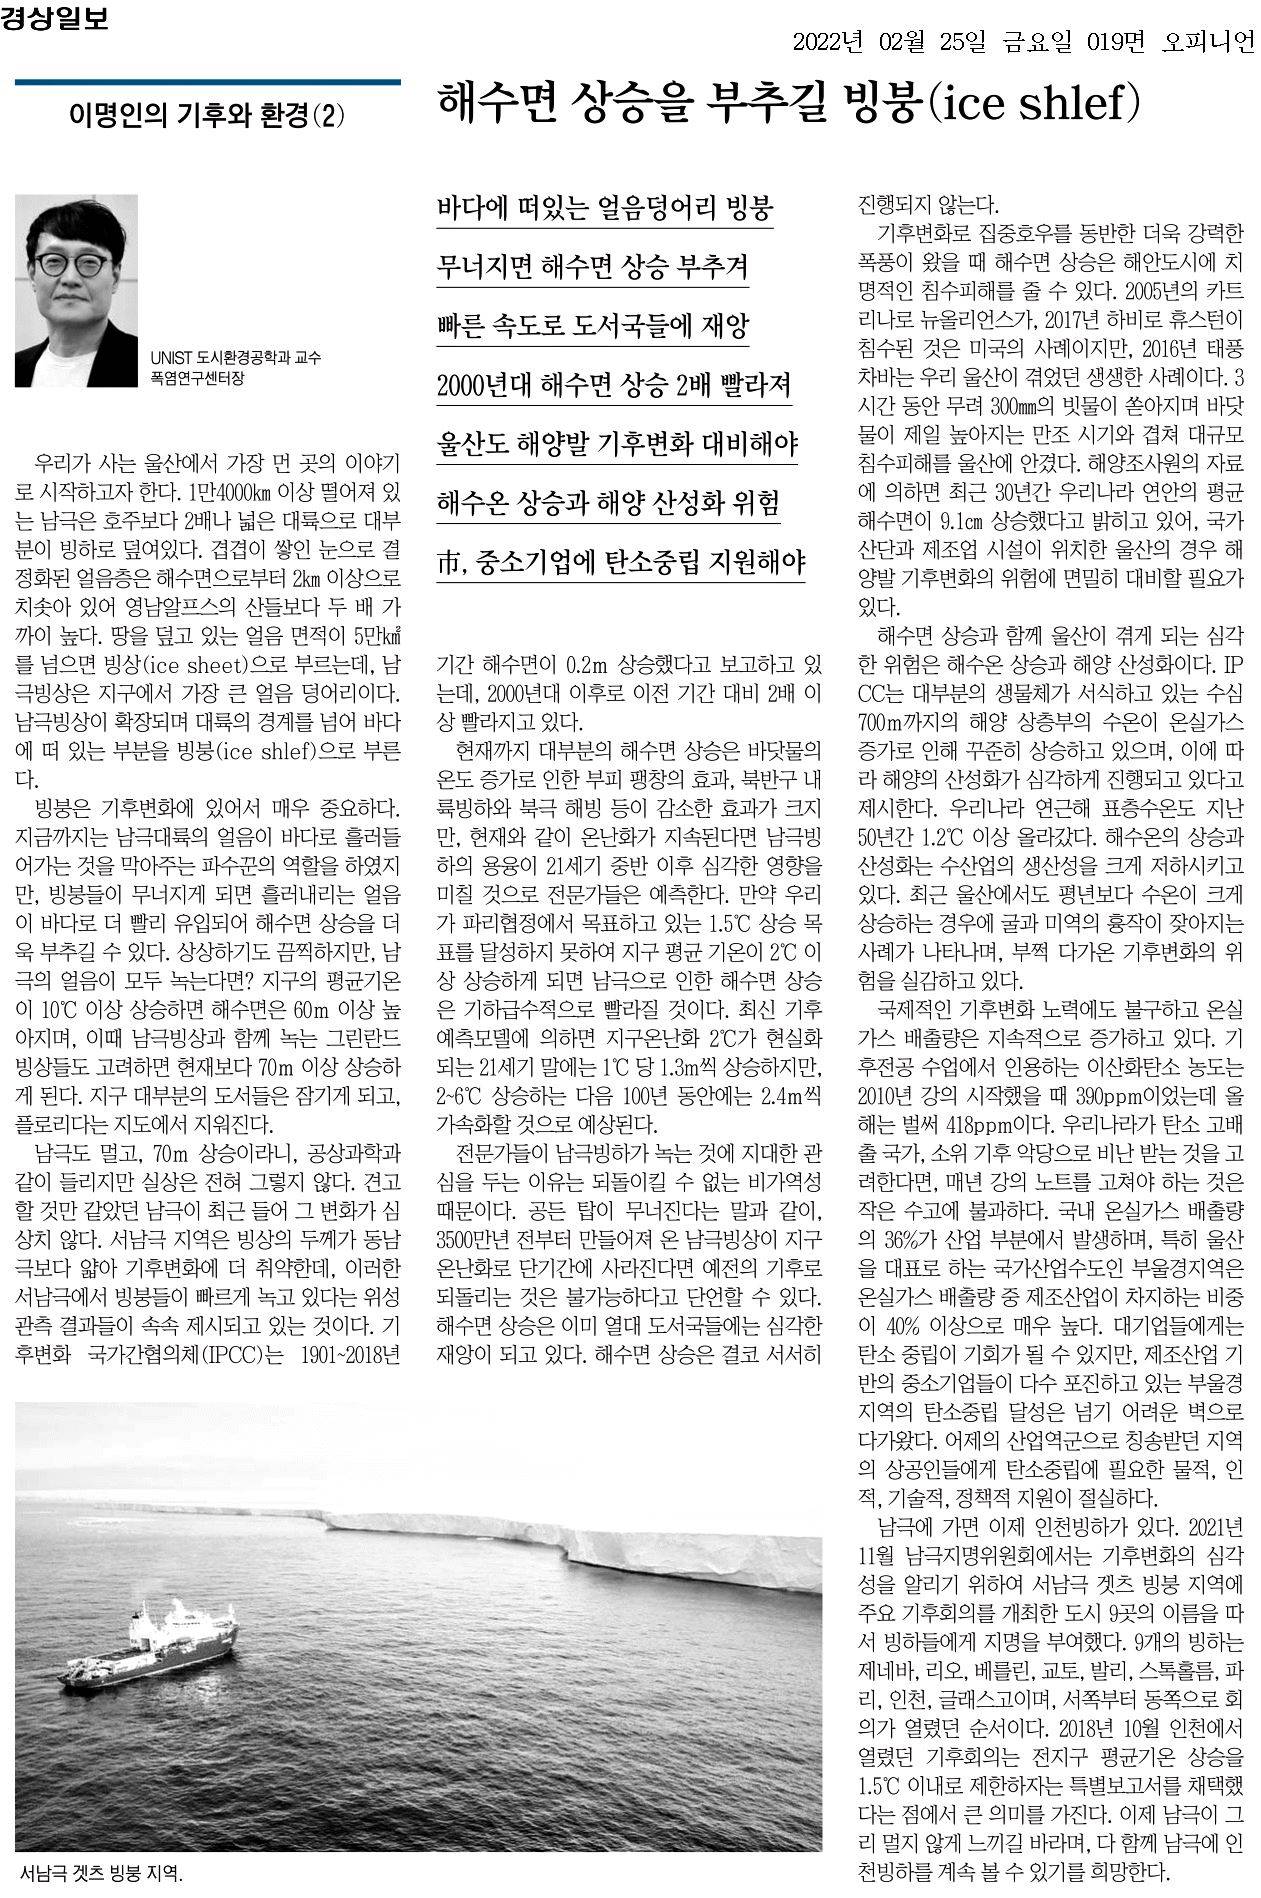 경상일보
2022년 02월 25일 금요일 019면 오피니언
이명인의 기후와 환경(2)
해수면 상승을 부추길 빙붕(ice shlef)
UNIST 도시환경공학과 교수
폭염연구센터장
바다에 떠있는 얼음덩어리 빙붕
무너지면 해수면 상승 부추겨
빠른 속도로 도서국들에 재앙
2000년대 해수면 상승 2배 빨라져
울산도 해양발 기후변화 대비해야
해수온 상승과 해양 산성화 위험
市, 중소기업에 탄소중립 지원해야
우리가 사는 울산에서 가장 먼 곳의 이야기
로 시작하고자 한다. 1만4000㎞ 이상 떨어져 있
는 남극은 호주보다 2배나 넓은 대륙으로 대부
분이 빙하로 덮여있다. 겹겹이 쌓인 눈으로 결
정화된 얼음층은 해수면으로부터 2㎞ 이상으로
치솟아 있어 영남알프스의 산들보다 두 배 가
까이 높다. 땅을 덮고 있는 얼음 면적이 5만㎢
를 넘으면 빙상(ice sheet)으로 부르는데, 남
극빙상은 지구에서 가장 큰 얼음 덩어리이다.
남극빙상이 확장되며 대륙의 경계를 넘어 바다
에 떠 있는 부분을 빙붕(ice shlef)으로 부른
다.
빙붕은 기후변화에 있어서 매우 중요하다.
지금까지는 남극대륙의 얼음이 바다로 흘러들
어가는 것을 막아주는 파수꾼의 역할을 하였지
만, 빙붕들이 무너지게 되면 흘러내리는 얼음
이 바다로 더 빨리 유입되어 해수면 상승을 더
욱 부추길 수 있다. 상상하기도 끔찍하지만, 남
극의 얼음이 모두 녹는다면? 지구의 평균기온
이 10℃ 이상 상승하면 해수면은 60m 이상 높
아지며, 이때 남극빙상과 함께 녹는 그린란드
빙상들도 고려하면 현재보다 70m 이상 상승하
게 된다. 지구 대부분의 도서들은 잠기게 되고,
플로리다는 지도에서 지워진다.
남극도 멀고, 70m 상승이라니, 공상과학과
같이 들리지만 실상은 전혀 그렇지 않다. 견고
할 것만 같았던 남극이 최근 들어 그 변화가 심
상치 않다. 서남극 지역은 빙상의 두께가 동남
극보다 얇아 기후변화에 더 취약한데, 이러한
서남극에서 빙붕들이 빠르게 녹고 있다는 위성
관측 결과들이 속속 제시되고 있는 것이다. 기
후변화 국가간협의체(IPCC)는 1901~2018년
기간 해수면이 0.2m 상승했다고 보고하고 있
는데, 2000년대 이후로 이전 기간 대비 2배 이
상 빨라지고 있다.
현재까지 대부분의 해수면 상승은 바닷물의
온도 증가로 인한 부피 팽창의 효과, 북반구 내
륙빙하와 북극 해빙 등이 감소한 효과가 크지
만, 현재와 같이 온난화가 지속된다면 남극빙
하의 용융이 21세기 중반 이후 심각한 영향을
미칠 것으로 전문가들은 예측한다. 만약 우리
가 파리협정에서 목표하고 있는 1.5℃ 상승 목
표를 달성하지 못하여 지구 평균 기온이 2℃ 이
상 상승하게 되면 남극으로 인한 해수면 상승
은 기하급수적으로 빨라질 것이다. 최신 기후
예측모델에 의하면 지구온난화 2℃가 현실화
되는 21세기 말에는 1℃ 당 1.3m씩 상승하지만,
2~6℃ 상승하는 다음 100년 동안에는 2.4m씩
가속화할 것으로 예상된다.
전문가들이 남극빙하가 녹는 것에 지대한 관
심을 두는 이유는 되돌이킬 수 없는 비가역성
때문이다. 공든 탑이 무너진다는 말과 같이,
3500만년 전부터 만들어져 온 남극빙상이 지구
온난화로 단기간에 사라진다면 예전의 기후로
되돌리는 것은 불가능하다고 단언할 수 있다.
해수면 상승은 이미 열대 도서국들에는 심각한
재앙이 되고 있다. 해수면 상승은 결코 서서히
진행되지 않는다.
기후변화로 집중호우를 동반한 더욱 강력한
폭풍이 왔을 때 해수면 상승은 해안도시에 치
명적인 침수피해를 줄 수 있다. 2005년의 카트
리나로 뉴올리언스가, 2017년 하비로 휴스턴이
침수된 것은 미국의 사례이지만, 2016년 태풍
차바는 우리 울산이 겪었던 생생한 사례이다. 3
시간 동안 무려 300㎜의 빗물이 쏟아지며 바닷
물이 제일 높아지는 만조 시기와 겹쳐 대규모
침수피해를 울산에 안겼다. 해양조사원의 자료
에 의하면 최근 30년간 우리나라 연안의 평균
해수면이 9.1㎝ 상승했다고 밝히고 있어, 국가
산단과 제조업 시설이 위치한 울산의 경우 해
양발 기후변화의 위험에 면밀히 대비할 필요가
있다.
해수면 상승과 함께 울산이 겪게 되는 심각
한 위험은 해수온 상승과 해양 산성화이다. IP
CC는 대부분의 생물체가 서식하고 있는 수심
700m까지의 해양 상층부의 수온이 온실가스
증가로 인해 꾸준히 상승하고 있으며, 이에 따
라 해양의 산성화가 심각하게 진행되고 있다고
제시한다. 우리나라 연근해 표층수온도 지난
50년간 1.2℃ 이상 올라갔다. 해수온의 상승과
산성화는 수산업의 생산성을 크게 저하시키고
있다. 최근 울산에서도 평년보다 수온이 크게
상승하는 경우에 굴과 미역의 흉작이 잦아지는
사례가 나타나며, 부쩍 다가온 기후변화의 위
험을 실감하고 있다.
국제적인 기후변화 노력에도 불구하고 온실
가스 배출량은 지속적으로 증가하고 있다. 기
후전공 수업에서 인용하는 이산화탄소 농도는
2010년 강의 시작했을 때 390ppm이었는데 올
해는 벌써 418ppm이다. 우리나라가 탄소 고배
출 국가, 소위 기후 악당으로 비난 받는 것을 고
려한다면, 매년 강의 노트를 고쳐야 하는 것은
작은 수고에 불과하다. 국내 온실가스 배출량
의 36%가 산업 부분에서 발생하며, 특히 울산
을 대표로 하는 국가산업수도인 부울경지역은
온실가스 배출량 중 제조산업이 차지하는 비중
이 40% 이상으로 매우 높다. 대기업들에게는
탄소 중립이 기회가 될 수 있지만, 제조산업 기
반의 중소기업들이 다수 포진하고 있는 부울경
지역의 탄소중립 달성은 넘기 어려운 벽으로
다가왔다. 어제의 산업역군으로 칭송받던 지역
의 상공인들에게 탄소중립에 필요한 물적, 인
적, 기술적, 정책적 지원이 절실하다.
남극에 가면 이제 인천빙하가 있다. 2021년
11월 남극지명위원회에서는 기후변화의 심각
성을 알리기 위하여 서남극 겟츠 빙붕 지역에
주요 기후회의를 개최한 도시 9곳의 이름을 따
서 빙하들에게 지명을 부여했다. 9개의 빙하는
제네바, 리오, 베를린, 교토, 발리, 스톡홀름, 파
리, 인천, 글래스고이며, 서쪽부터 동쪽으로 회
의가 열렸던 순서이다. 2018년 10월 인천에서
열렸던 기후회의는 전지구 평균기온 상승을
1.5℃ 이내로 제한하자는 특별보고서를 채택했
다는 점에서 큰 의미를 가진다. 이제 남극이 그
리 멀지 않게 느끼길 바라며, 다 함께 남극에 인
천빙하를 계속 볼 수 있기를 희망한다.
서남극 겟츠 빙붕 지역.